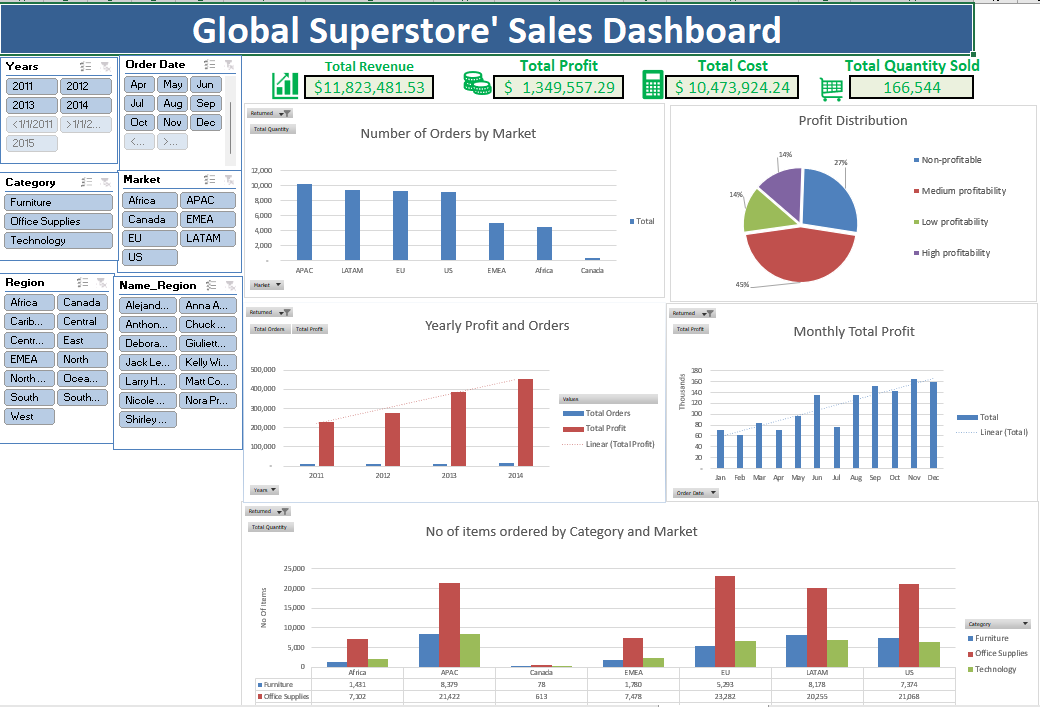 Global Superstore' Sales Dashboard
Years
2011 2012
2013 2014
<1/1/2011 >1/1/2...
2015
Order Date
Apr May Jun
Jul Aug Sep
Oct Nov Dec
<... >...
Category
Furniture
Office Supplies
Technology
Market
Africa APAC
Canada EMEA
EU LATAM
US
Region
Africa Canada
Carib... Central
Centr... East
EMEA North
North ... Ocea...
South South...
West
Name_Region
Alejand... Anna A...
Anthon... Chuck ...
Debora... Giuliett...
Jack Le... Kelly Wi...
Larry H... Matt Co...
Nicole ... Nora Pr...
Shirley ...
Total Revenue
$11,823,481.53
Total Profit
$ 1,349,557.29
Total Cost
$ 10,473,924.24
Total Quantity Sold
166,544
Returned
Total Quantity
Number of Orders by Market
12,000
10,000
8,000
6,000
4,000
2,000
-
APAC LATAM EU US EMEA Africa Canada
Total
Market
Profit Distribution
14%
27%
14%
45%
Non-profitable
Medium profitability
Low profitability
High profitability
Returned
Total Orders Total Profit
Yearly Profit and Orders
500,000
400,000
300,000
200,000
100,000
-
2011 2012 2013 2014
Values
Total Orders
Total Profit
Linear (Total Profit)
Years
Returned
Total Profit
Monthly Total Profit
Thousands
180
160
140
120
100
80
60
40
20
-
Jan Feb Mar Apr May Jun Jul Aug Sep Oct Nov Dec
Total
Linear (Total)
Order Date
Returned
Total Quantity
No of items ordered by Category and Market
No Of Items
25,000
20,000
15,000
10,000
5,000
0
Africa APAC Canada EMEA EU LATAM US
Furniture 1,431 8,379 78 1,780 5,293 8,178 7,374
Office Supplies 7,102 21,422 613 7,478 23,282 20,255 21,068
Category
Furniture
Office Supplies
Technology